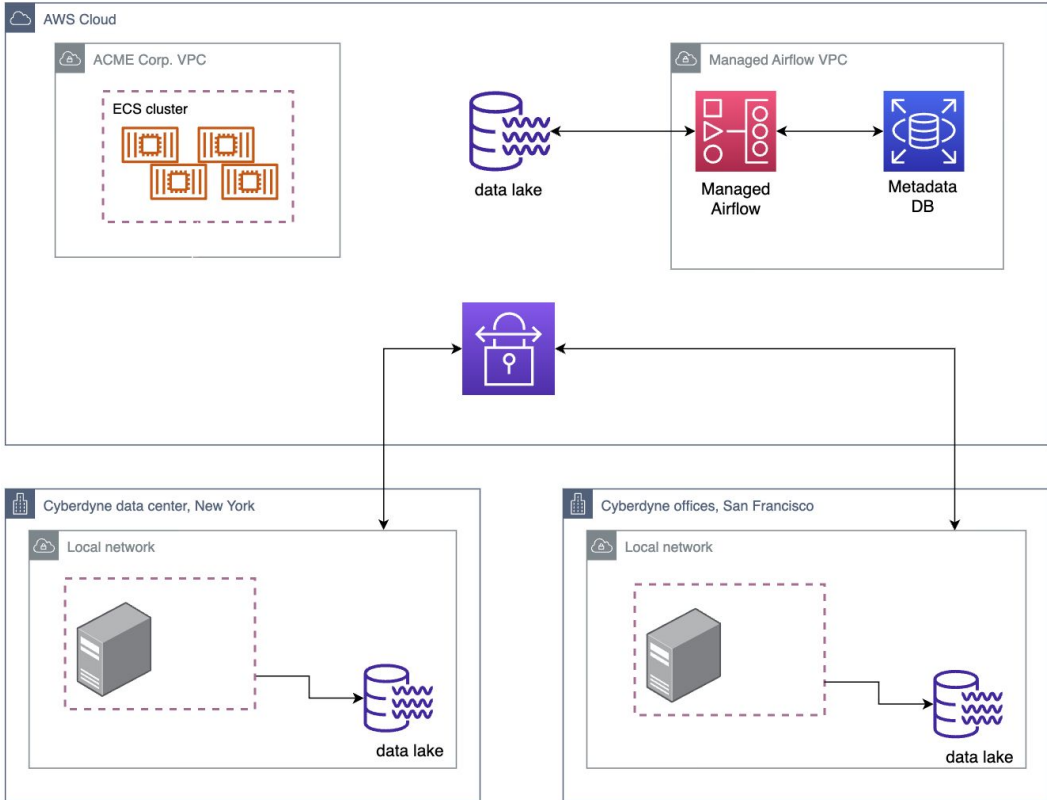 AWS Cloud
ACME Corp. VPC
Managed Airflow VPC
ECS cluster
data lake
Managed
Airflow
Metadata
DB
Cyberdyne data center, New York
Cyberdyne offices, San Francisco
Local network
Local network
data lake
data lake